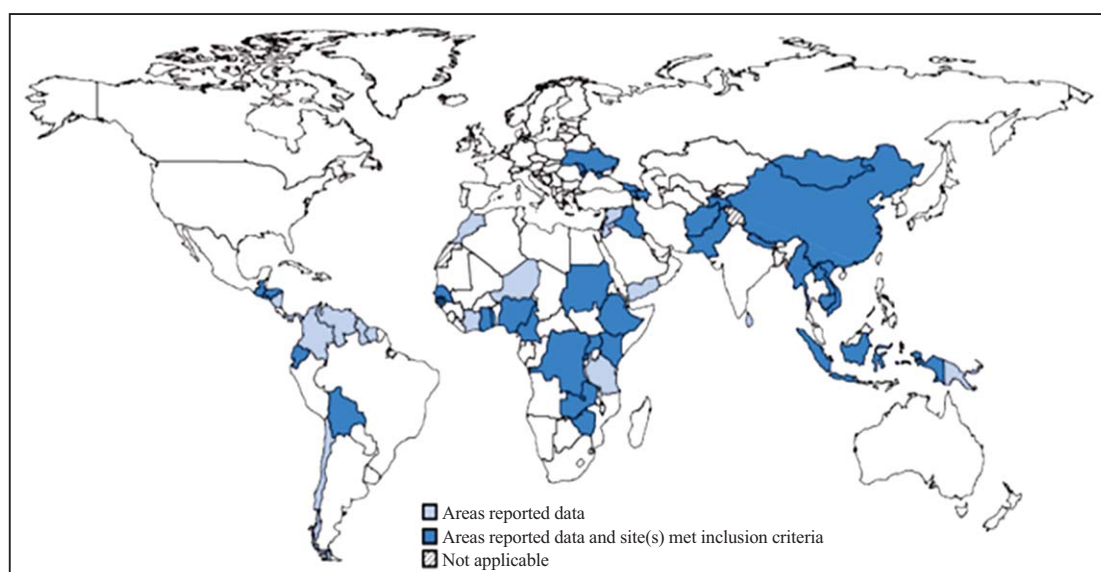 Areas reported data
Areas reported data and site(s) met inclusion criteria
Not applicable